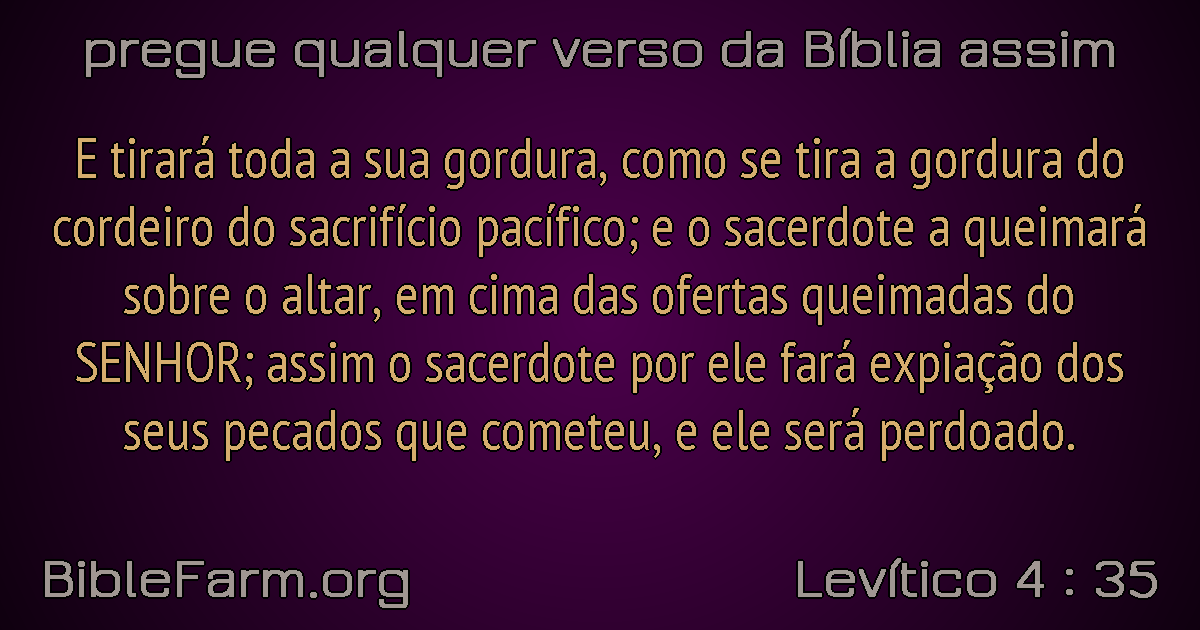 pregue qualquer verso da Bíblia assim
E tirará toda a sua gordura, como se tira a gordura do
cordeiro do sacrifício pacífico; e o sacerdote a queimará
sobre o altar, em cima das ofertas queimadas do
SENHOR; assim o sacerdote por ele fará expiação dos
seus pecados que cometeu, e ele será perdoado.
BibleFarm.org
Levítico 4 : 35